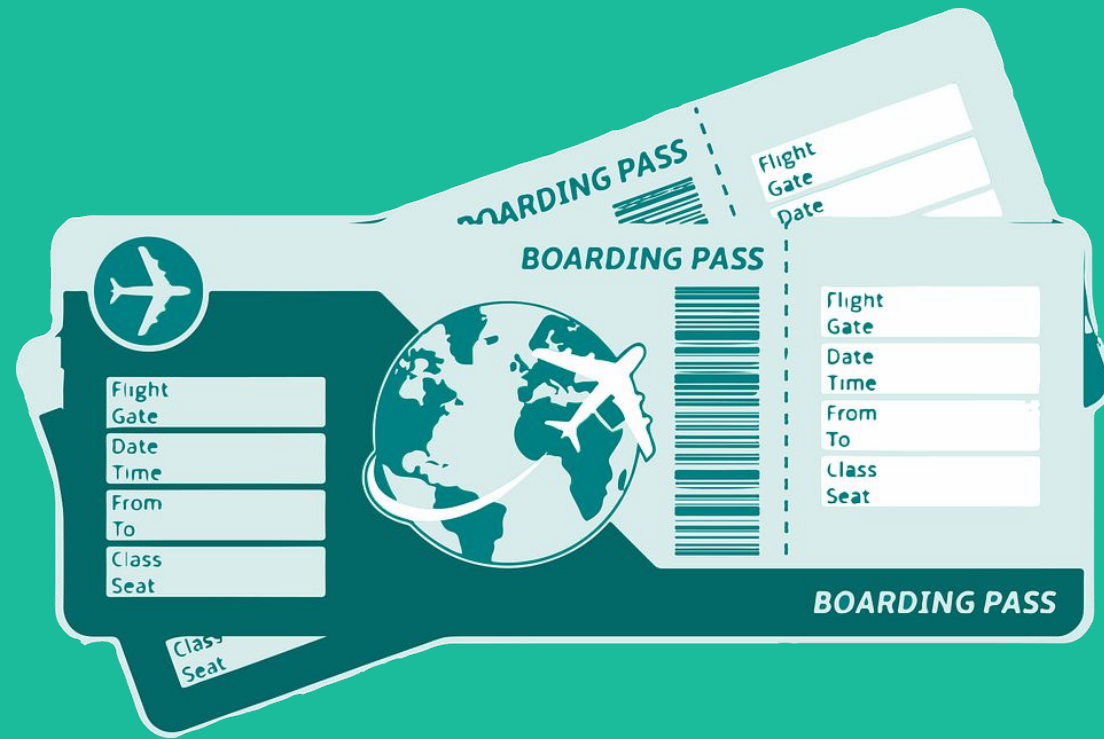 BOARDING PASS
Flight
Gate
Date
BOARDING PASS
Flight
Gate
Date
Time
From
To
Class
Seat
Flight
Gate
Date
Time
From
To
Class
Seat
BOARDING PASS
Class
Seat